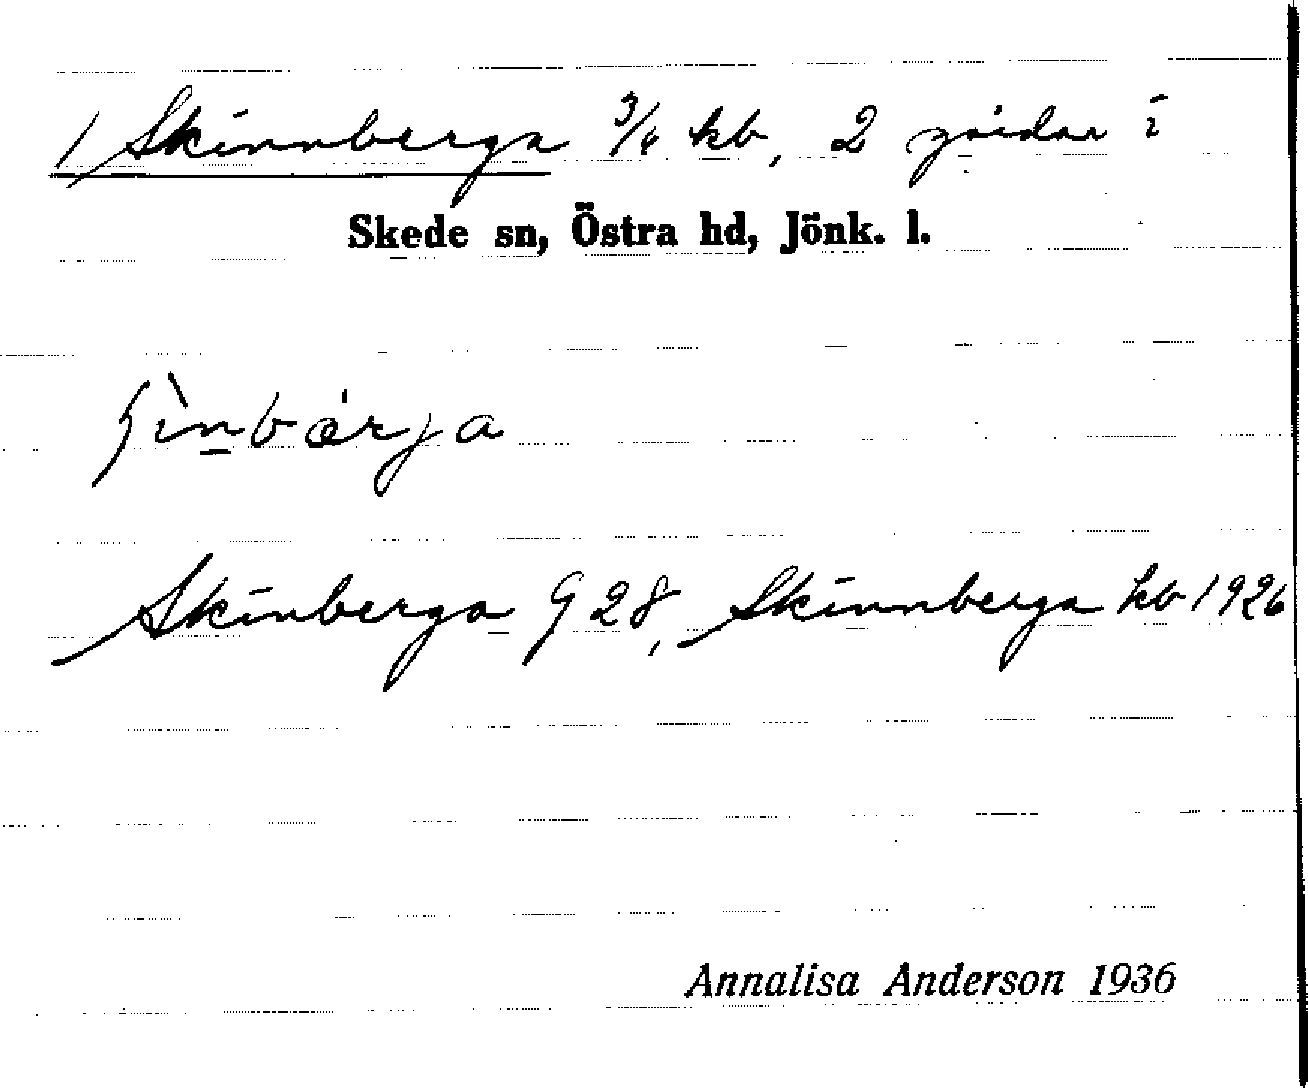 1 Skinnberga 3/4 kb, 2 gårdar i
Skede sn, Östra hd, Jönk. l.
Skinberga G 28, Skinnberga kb 1926
Annalisa Anderson 1936